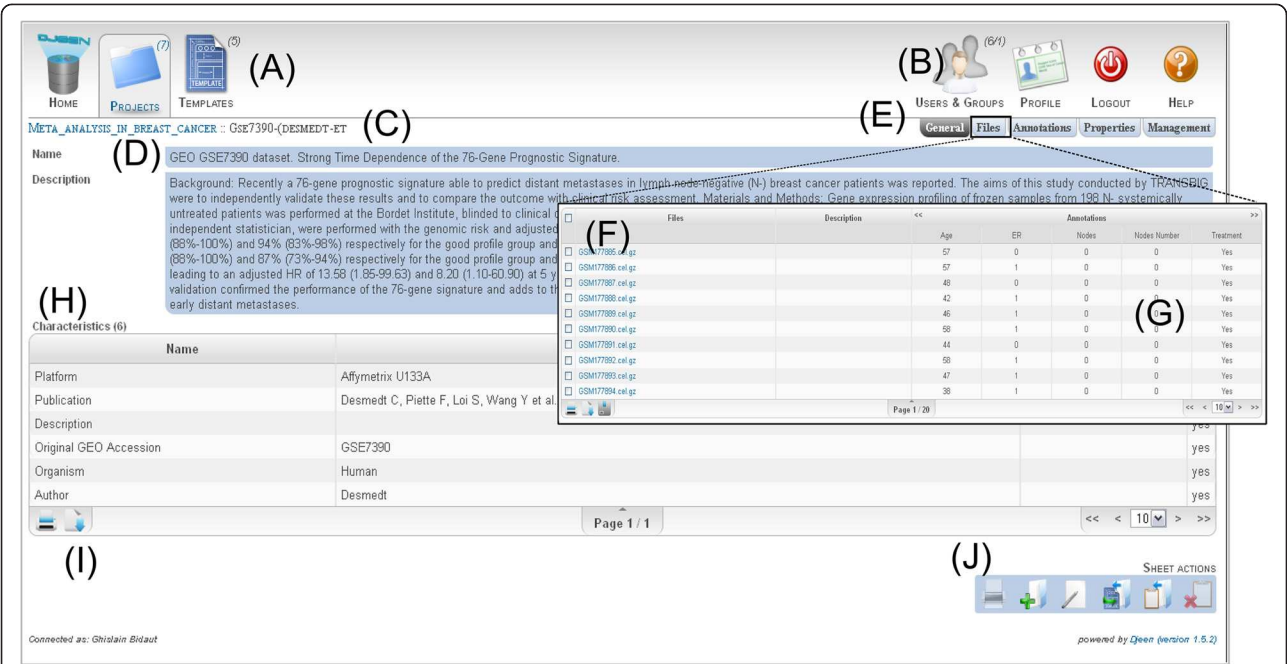 DJEEN
(7)
(5)
(A)
(B)
(6/1)
TEMPLATE
HOME
PROJECTS
TEMPLATES
USERS & GROUPS
PROFILE
LOGOUT
HELP
META_ANALYSIS_IN_BREAST_CANCER :: GSE7390-(DESMEDT-ET
(C)
(E)
General
Files
Annotations
Properties
Management
Name
(D)
GEO GSE7390 dataset. Strong Time Dependence of the 76-Gene Prognostic Signature.
Description
Background: Recently a 76-gene prognostic signature able to predict distant metastases in lymph node-negative (N-) breast cancer patients was reported. The aims of this study conducted by TRANSBIG
were to independently validate these results and to compare the outcome with clinical risk assessment. Materials and Methods: Gene expression profiling of frozen samples from 198 N- systemically
untreated patients was performed at the Bordet Institute, blinded to clinical
independent statistician, were performed with the genomic risk and adjusted
(88%-100%) and 94% (83%-98%) respectively for the good profile group and
(88%-100%) and 87% (73%-94%) respectively for the good profile group and
leading to an adjusted HR of 13.58 (1.85-99.63) and 8.20 (1.10-60.90) at 5 y
validation confirmed the performance of the 76-gene signature and adds to th
early distant metastases.
(F)
Files
Description
<<
Annotations
>>
Age
ER
Nodes
Nodes Number
Treatment
GSM177885.cel.gz 57 0 0 0 Yes
GSM177886.cel.gz 57 1 0 0 Yes
GSM177887.cel.gz 48 0 0 0 Yes
GSM177888.cel.gz 42 1 0 0 Yes
GSM177889.cel.gz 46 1 0 0 Yes
GSM177890.cel.gz 58 1 0 0 Yes
GSM177891.cel.gz 44 0 0 0 Yes
GSM177892.cel.gz 58 1 0 0 Yes
GSM177893.cel.gz 47 1 0 0 Yes
GSM177894.cel.gz 38 1 0 0 Yes
(G)
Page 1 / 20
<< < 10 > >>
(H)
Characteristics (6)
Name
Platform Affymetrix U133A
Publication Desmedt C, Piette F, Loi S, Wang Y et al.
Description yes
Original GEO Accession GSE7390 yes
Organism Human yes
Author Desmedt yes
Page 1 / 1
<< < 10 > >>
(I)
(J)
SHEET ACTIONS
Connected as: Ghislain Bidaut
powered by Djeen (version 1.5.2)